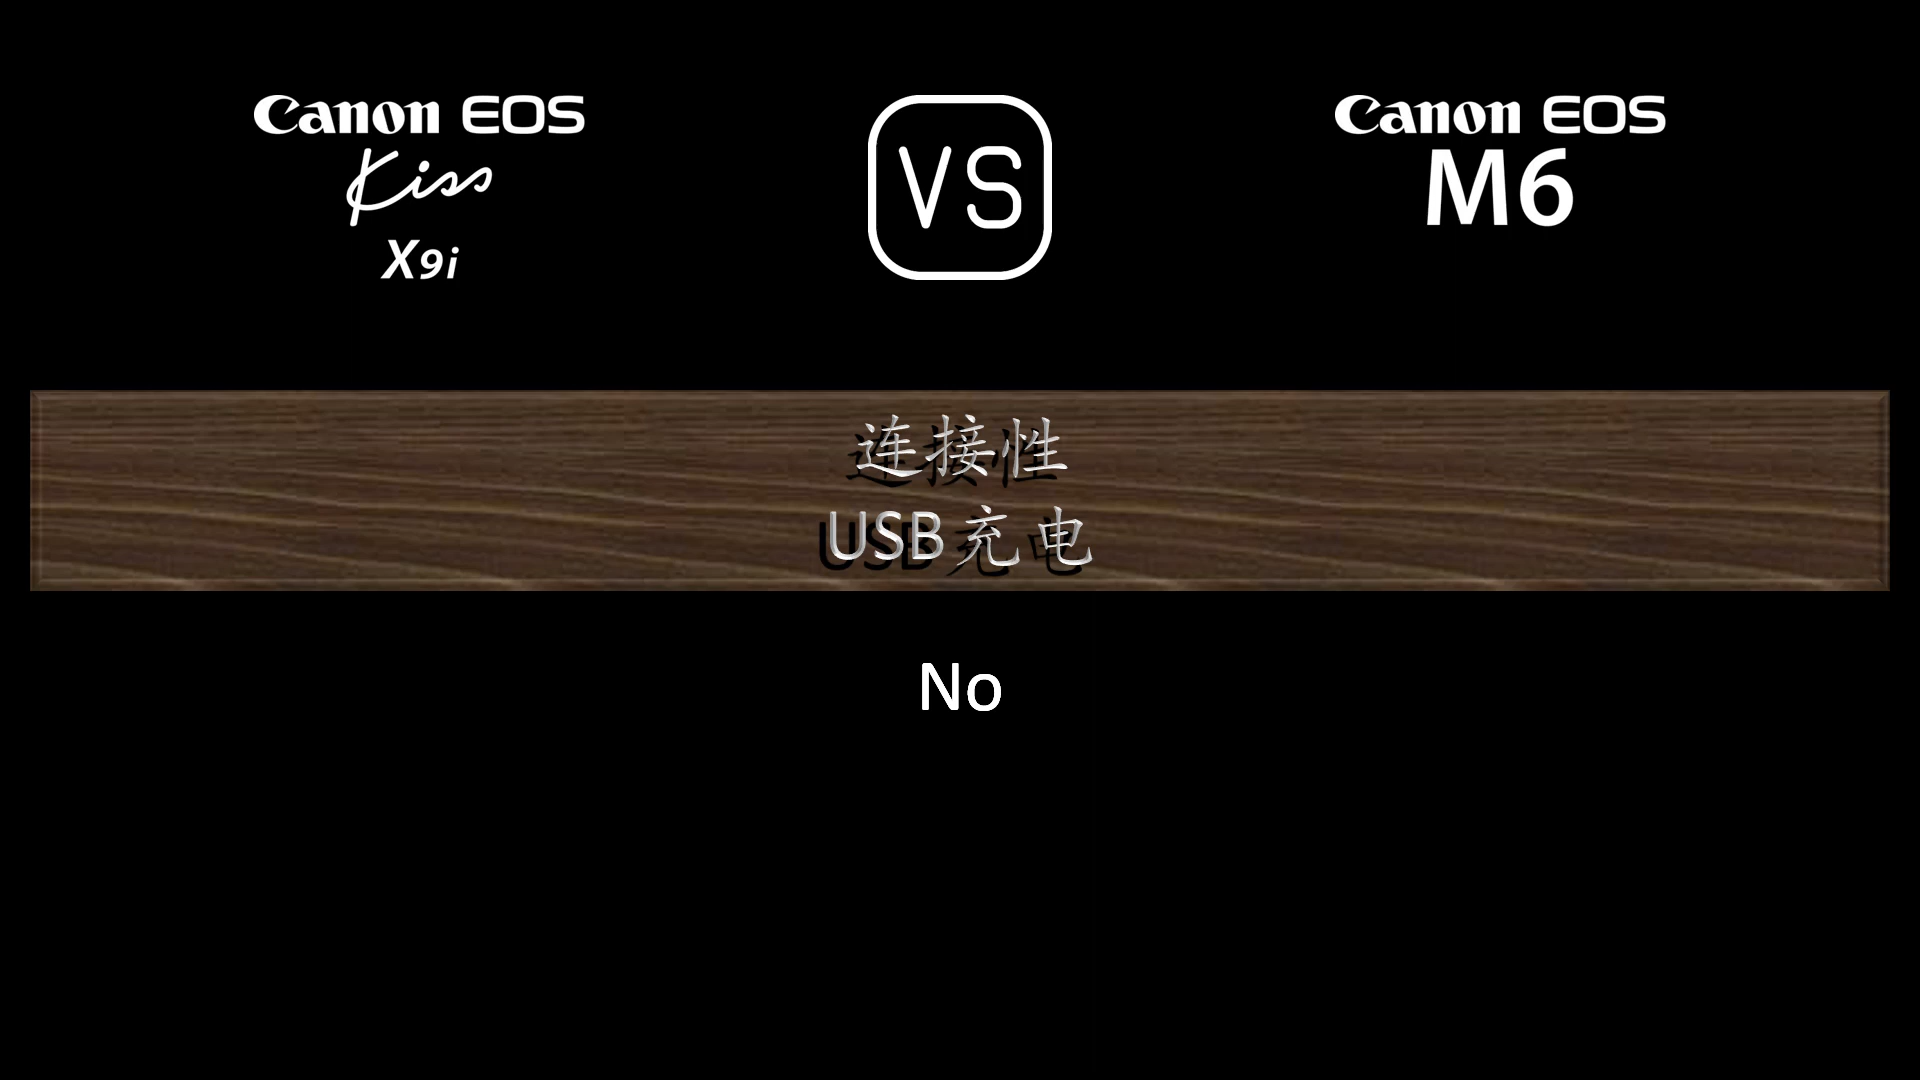 Canon EOS
Kiss
X9i
VS
Canon EOS
M6
连接性
USB 充电
No